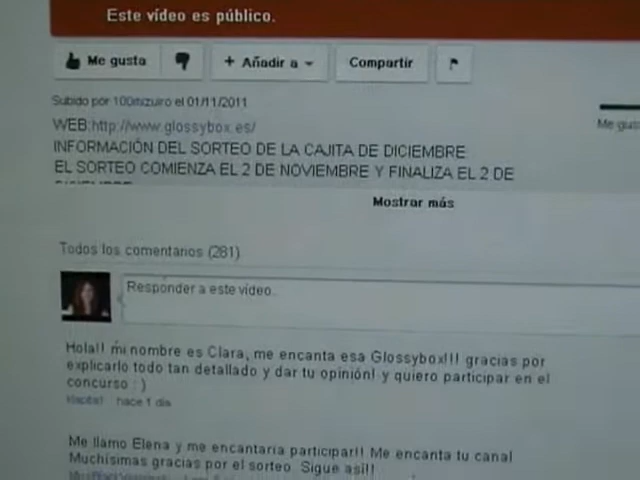 Este vídeo es público.
Me gusta
+ Añadir a
Compartir
Subido por 100mzuiro el 01/11/2011
WEB:http://www.glossybox.es/
INFORMACIÓN DEL SORTEO DE LA CAJITA DE DICIEMBRE
EL SORTEO COMIENZA EL 2 DE NOVIEMBRE Y FINALIZA EL 2 DE
Me gus
Mostrar más
Todos los comentarios (281)
Responder a este vídeo.
Hola!! mi nombre es Clara, me encanta esa Glossybox!!! gracias por
explicarlo todo tan detallado y dar tu opinión! y quiero participar en el
concurso : )
hace 1 día
Me llamo Elena y me encantaria participar!! Me encanta tu canal
Muchísimas gracias por el sorteo. Sigue así!!